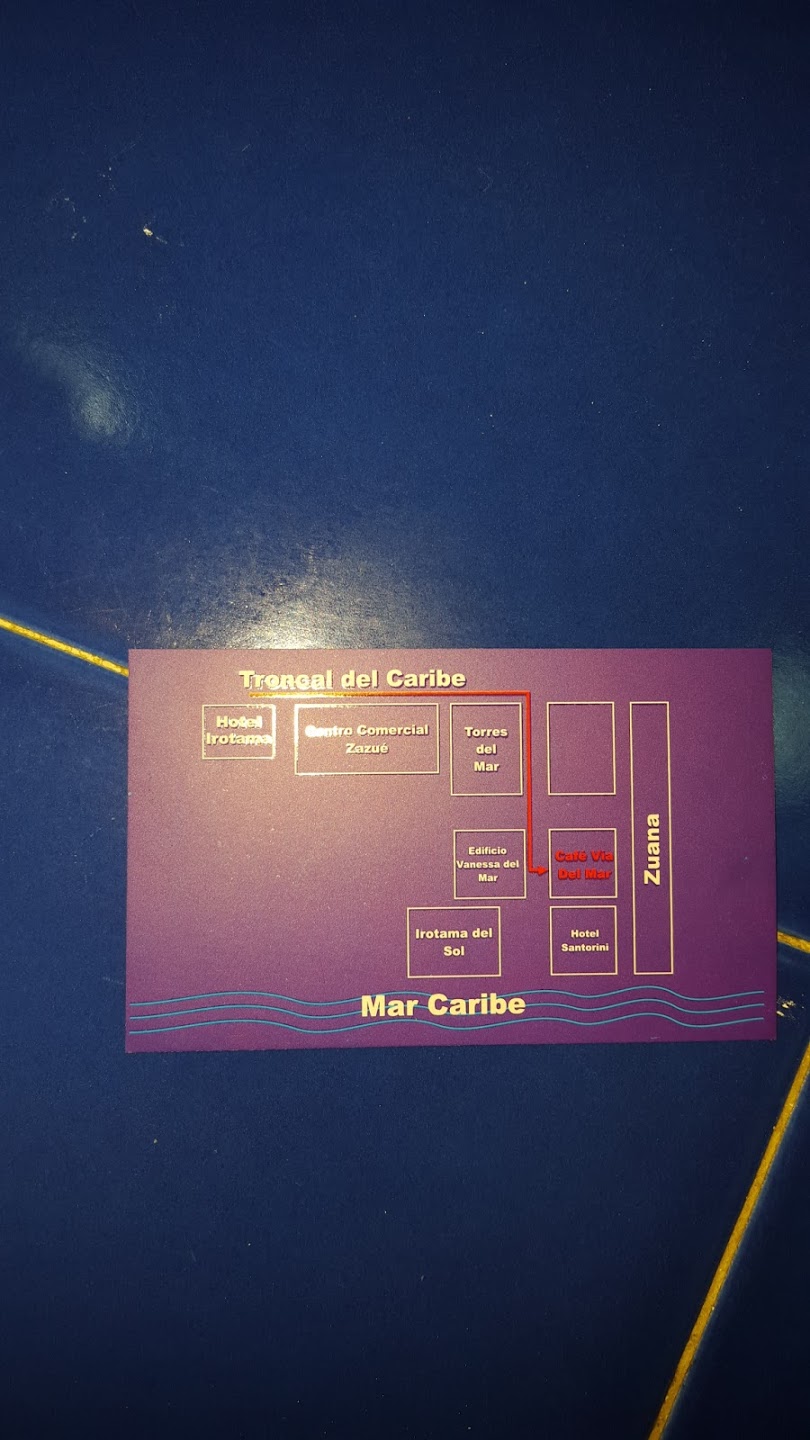 Troncal del Caribe
Hotel
Irotama
Centro Comercial
Zazué
Torres
del
Mar
Zuana
Edificio
Vanessa del
Mar
Café Via
Del Mar
Irotama del
Sol
Hotel
Santorini
Mar Caribe